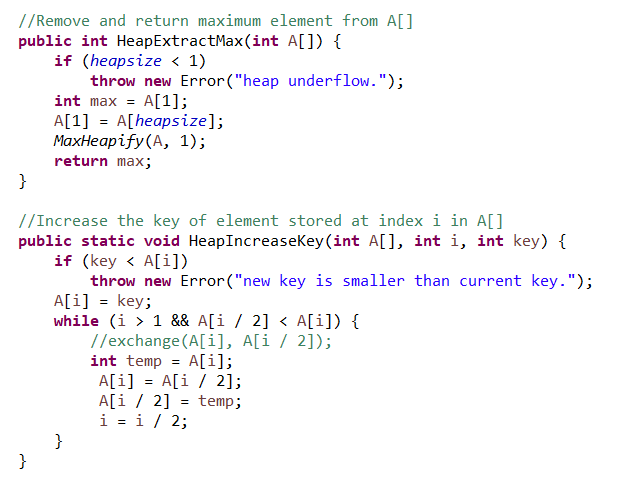 //Remove and return maximum element from A[]
public int HeapExtractMax(int A[]) {
    if (heapsize < 1)
        throw new Error("heap underflow.");
    int max = A[1];
    A[1] = A[heapsize];
    MaxHeapify(A, 1);
    return max;
}

//Increase the key of element stored at index i in A[]
public static void HeapIncreaseKey(int A[], int i, int key) {
    if (key < A[i])
        throw new Error("new key is smaller than current key.");
    A[i] = key;
    while (i > 1 && A[i / 2] < A[i]) {
        //exchange(A[i], A[i / 2]);
        int temp = A[i];
         A[i] = A[i / 2];
         A[i / 2] = temp;
         i = i / 2;
    }
}